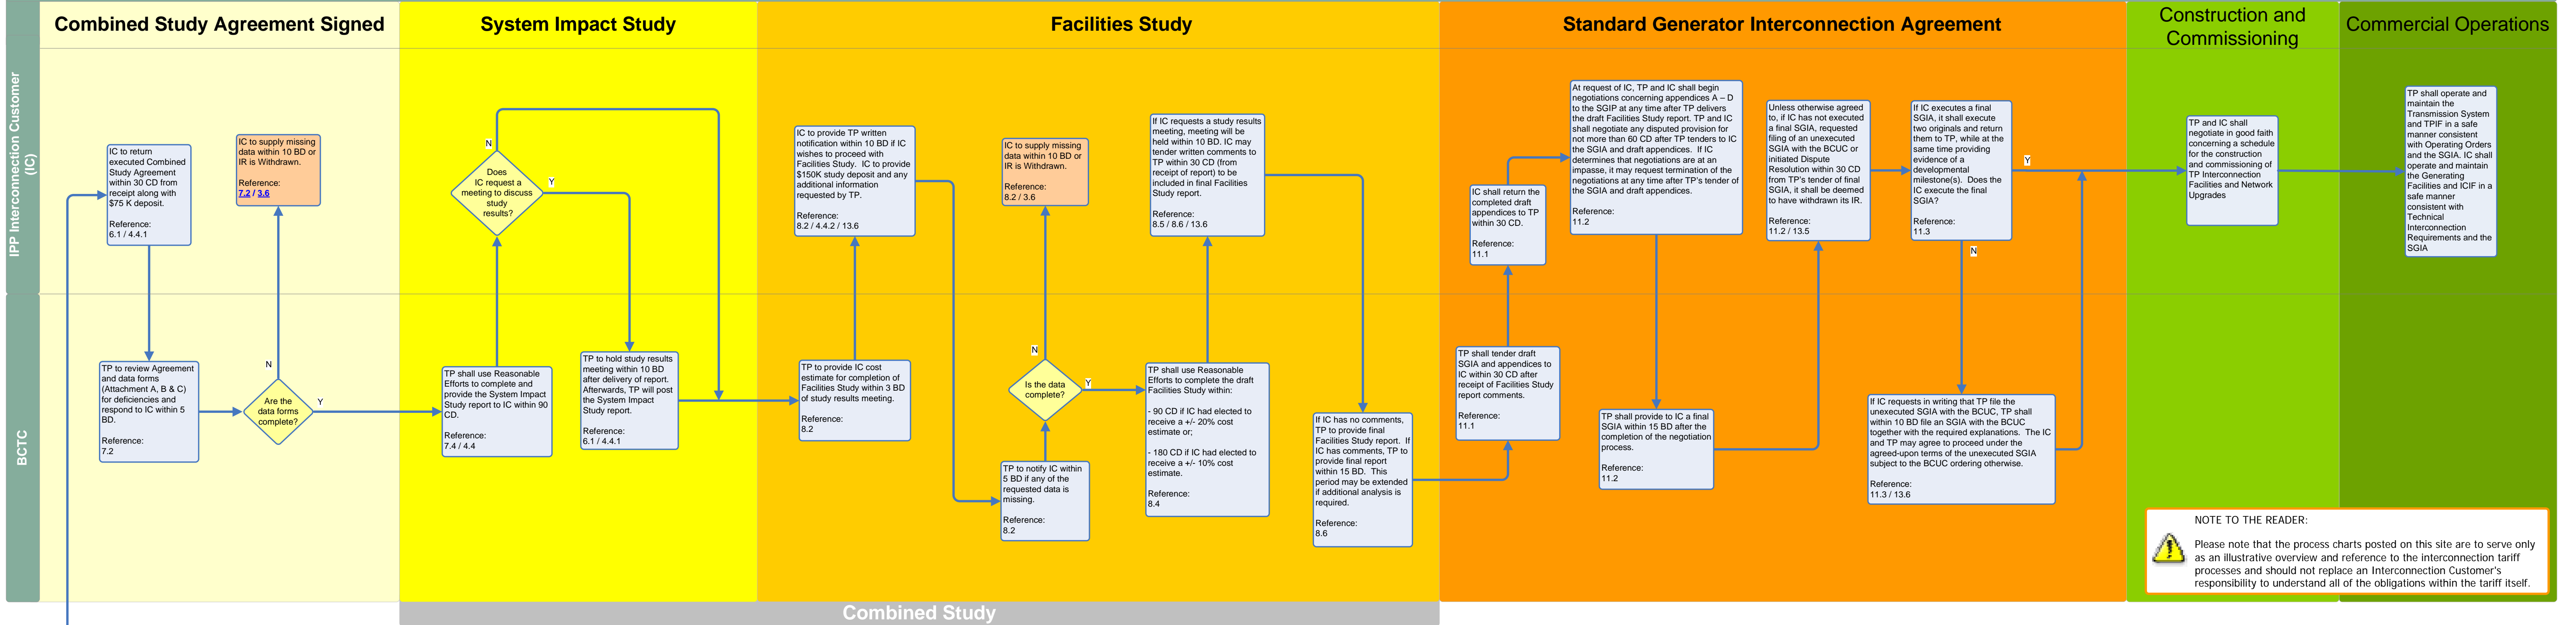 Combined Study Agreement Signed
System Impact Study
Facilities Study
Standard Generator Interconnection Agreement
Construction and
Commissioning
Commercial Operations
IPP Interconnection Customer
(IC)
BCTC
IC to return
executed Combined
Study Agreement
within 30 CD from
receipt along with
$75 K deposit.
Reference:
6.1 / 4.4.1
IC to supply missing
data within 10 BD or
IR is Withdrawn.
Reference:
7.2 / 3.6
TP to review Agreement
and data forms
(Attachment A, B & C)
for deficiencies and
respond to IC within 5
BD.
Reference:
7.2
Are the
data forms
complete?
N
Y
TP shall use Reasonable
Efforts to complete and
provide the System Impact
Study report to IC within 90
CD.
Reference:
7.4 / 4.4
Does
IC request a
meeting to discuss
study
results?
N
Y
TP to hold study results
meeting within 10 BD
after delivery of report.
Afterwards, TP will post
the System Impact
Study report.
Reference:
6.1 / 4.4.1
TP to provide IC cost
estimate for completion of
Facilities Study within 3 BD
of study results meeting.
Reference:
8.2
IC to provide TP written
notification within 10 BD if IC
wishes to proceed with
Facilities Study.  IC to provide
$150K study deposit and any
additional information
requested by TP.
Reference:
8.2 / 4.4.2 / 13.6
TP to notify IC within
5 BD if any of the
requested data is
missing.
Reference:
8.2
Is the data
complete?
N
Y
IC to supply missing
data within 10 BD or
IR is Withdrawn.
Reference:
8.2 / 3.6
TP shall use Reasonable
Efforts to complete the draft
Facilities Study within:
- 90 CD if IC had elected to
receive a +/- 20% cost
estimate or;
- 180 CD if IC had elected to
receive a +/- 10% cost
estimate.
Reference:
8.4
If IC requests a study results
meeting, meeting will be
held within 10 BD. IC may
tender written comments to
TP within 30 CD (from
receipt of report) to be
included in final Facilities
Study report.
Reference:
8.5 / 8.6 / 13.6
If IC has no comments,
TP to provide final
Facilities Study report.  If
IC has comments, TP to
provide final report
within 15 BD.  This
period may be extended
if additional analysis is
required.
Reference:
8.6
TP shall tender draft
SGIA and appendices to
IC within 30 CD after
receipt of Facilities Study
report comments.
Reference:
11.1
IC shall return the
completed draft
appendices to TP
within 30 CD.
Reference:
11.1
At request of IC, TP and IC shall begin
negotiations concerning appendices A – D
to the SGIP at any time after TP delivers
the draft Facilities Study report. TP and IC
shall negotiate any disputed provision for
not more than 60 CD after TP tenders to IC
the SGIA and draft appendices.  If IC
determines that negotiations are at an
impasse, it may request termination of the
negotiations at any time after TP's tender of
the SGIA and draft appendices.
Reference:
11.2
TP shall provide to IC a final
SGIA within 15 BD after the
completion of the negotiation
process.
Reference:
11.2
Unless otherwise agreed
to, if IC has not executed
a final SGIA, requested
filing of an unexecuted
SGIA with the BCUC or
initiated Dispute
Resolution within 30 CD
from TP's tender of final
SGIA, it shall be deemed
to have withdrawn its IR.
Reference:
11.2 / 13.5
If IC executes a final
SGIA, it shall execute
two originals and return
them to TP, while at the
same time providing
evidence of a
developmental
milestone(s).  Does the
IC execute the final
SGIA?
Reference:
11.3
Y
N
If IC requests in writing that TP file the
unexecuted SGIA with the BCUC, TP shall
within 10 BD file an SGIA with the BCUC
together with the required explanations.  The IC
and TP may agree to proceed under the
agreed-upon terms of the unexecuted SGIA
subject to the BCUC ordering otherwise.
Reference:
11.3 / 13.6
TP and IC shall
negotiate in good faith
concerning a schedule
for the construction
and commissioning of
TP Interconnection
Facilities and Network
Upgrades
TP shall operate and
maintain the
Transmission System
and TPIF in a safe
manner consistent
with Operating Orders
and the SGIA. IC shall
operate and maintain
the Generating
Facilities and ICIF in a
safe manner
consistent with
Technical
Interconnection
Requirements and the
SGIA
NOTE TO THE READER:
Please note that the process charts posted on this site are to serve only
as an illustrative overview and reference to the interconnection tariff
processes and should not replace an Interconnection Customer's
responsibility to understand all of the obligations within the tariff itself.
Combined Study